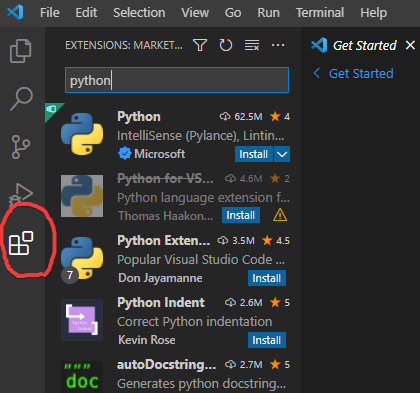 File Edit Selection View Go Run Terminal Help
EXTENSIONS: MARKET...
Get Started
python
Get Started
Python 62.5M 4
IntelliSense (Pylance), Lintin...
Microsoft Install
Python for VS... 4.6M 2
Python language extension f...
Thomas Haakon... Install
Python Exten... 3.5M 4.5
Popular Visual Studio Code ...
7 Don Jayamanne Install
Python Indent 2.6M 5
Correct Python indentation
Kevin Rose Install
autoDocstring... 2.7M 5
""" doc
Generates python docstring...